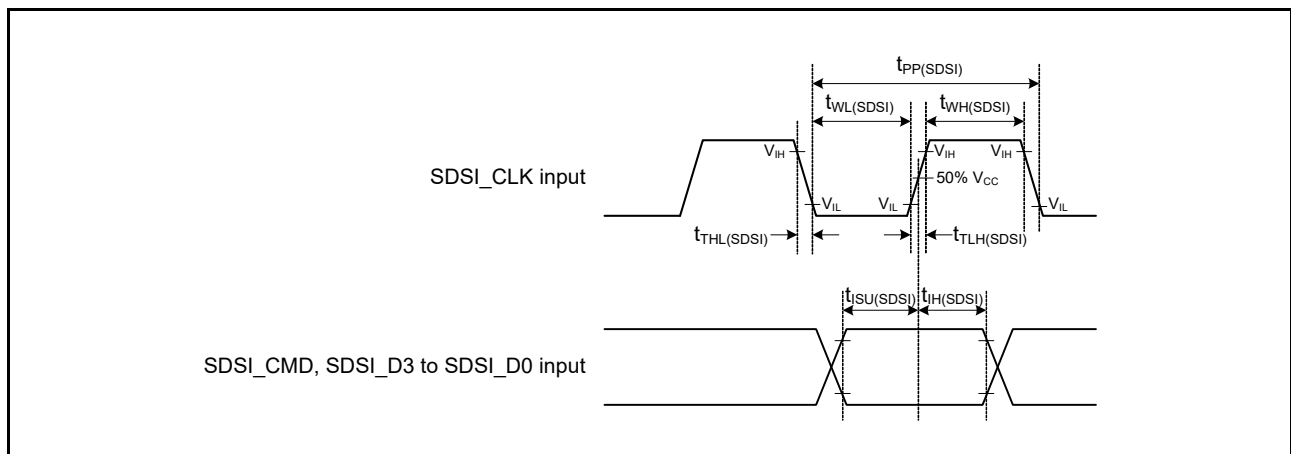 tPP(SDSI)
tWL(SDSI) tWH(SDSI)
VIH VIH VIH
SDSI_CLK input
50% VCC
VIL VIL VIL
tTHL(SDSI) tTLH(SDSI)
tISU(SDSI) tIH(SDSI)
SDSI_CMD, SDSI_D3 to SDSI_D0 input